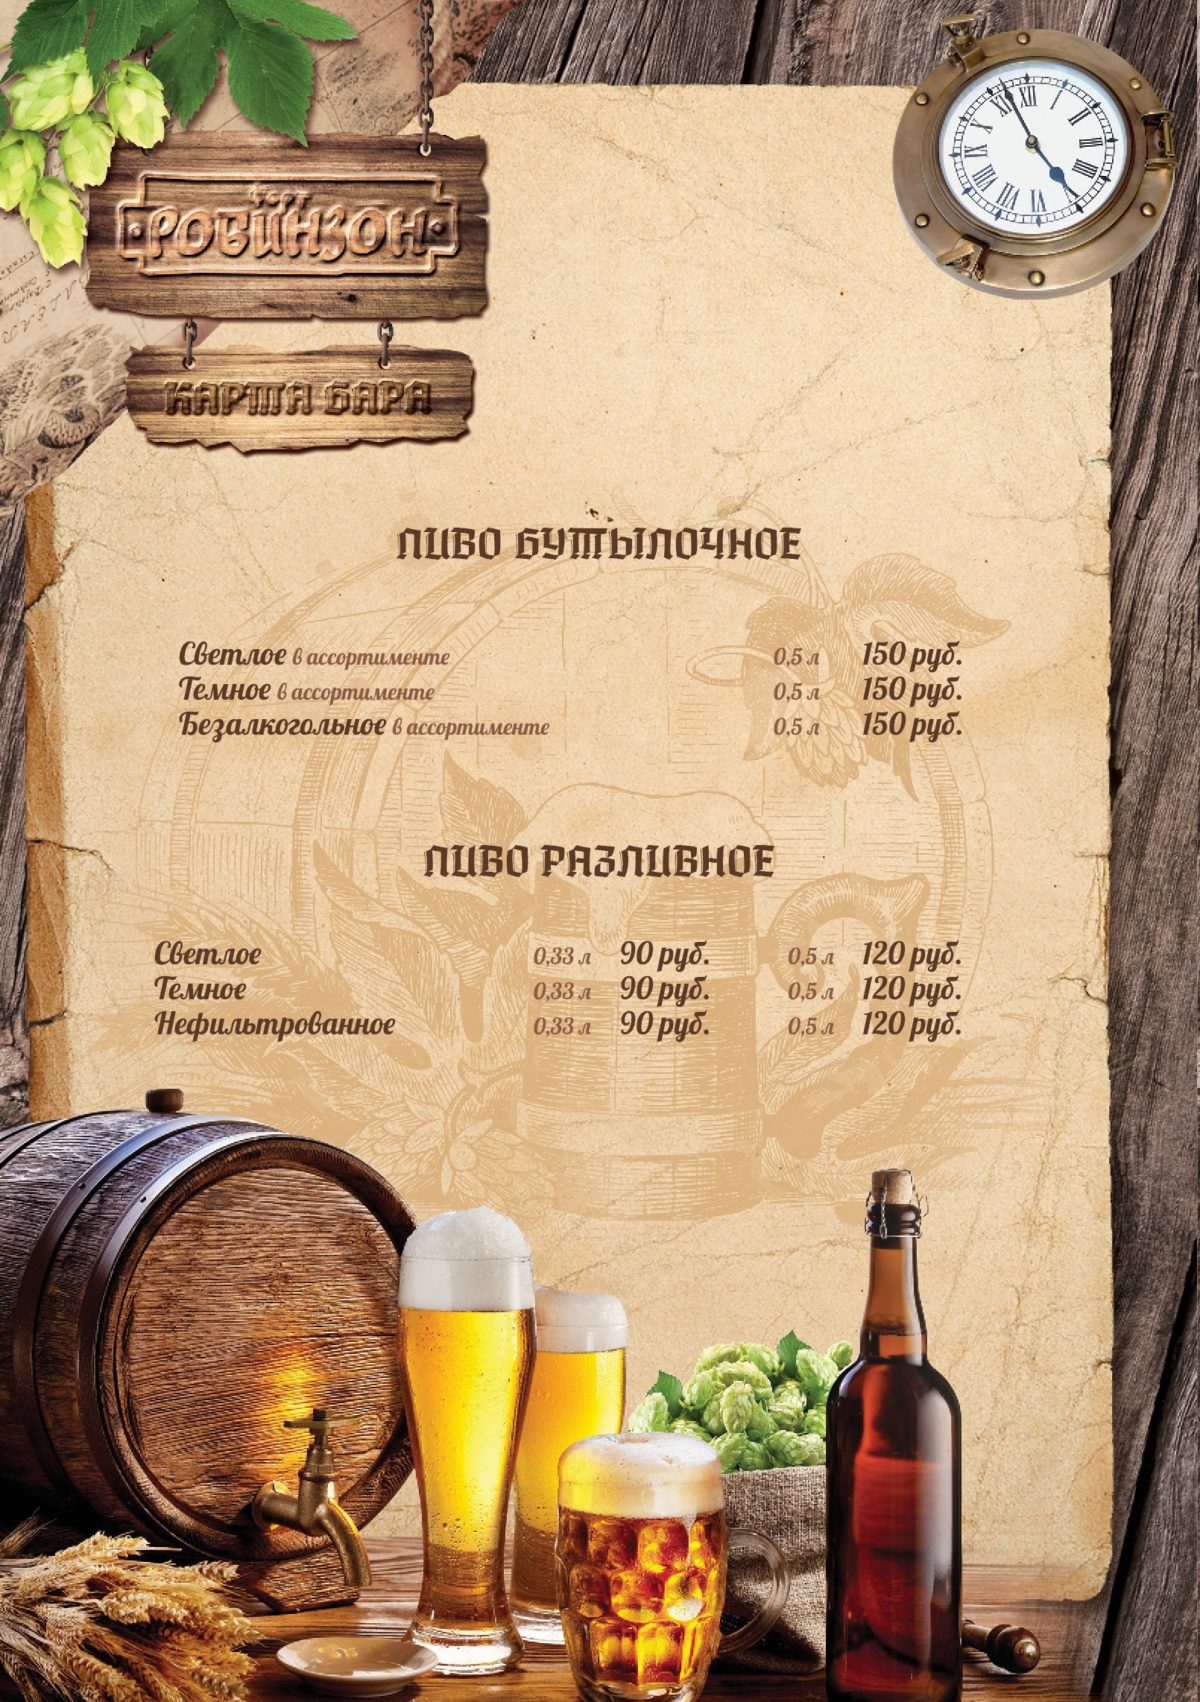 РОБИНЗОН
КАРТА БАРА
ПИВО БУТЫЛОЧНОЕ
Светлое в ассортименте 0,5 л 150 руб.
Темное в ассортименте 0,5 л 150 руб.
Безалкогольное в ассортименте 0,5 л 150 руб.
ПИВО РАЗЛИВНОЕ
Светлое 0,33 л 90 руб. 0,5 л 120 руб.
Темное 0,33 л 90 руб. 0,5 л 120 руб.
Нефильтрованное 0,33 л 90 руб. 0,5 л 120 руб.